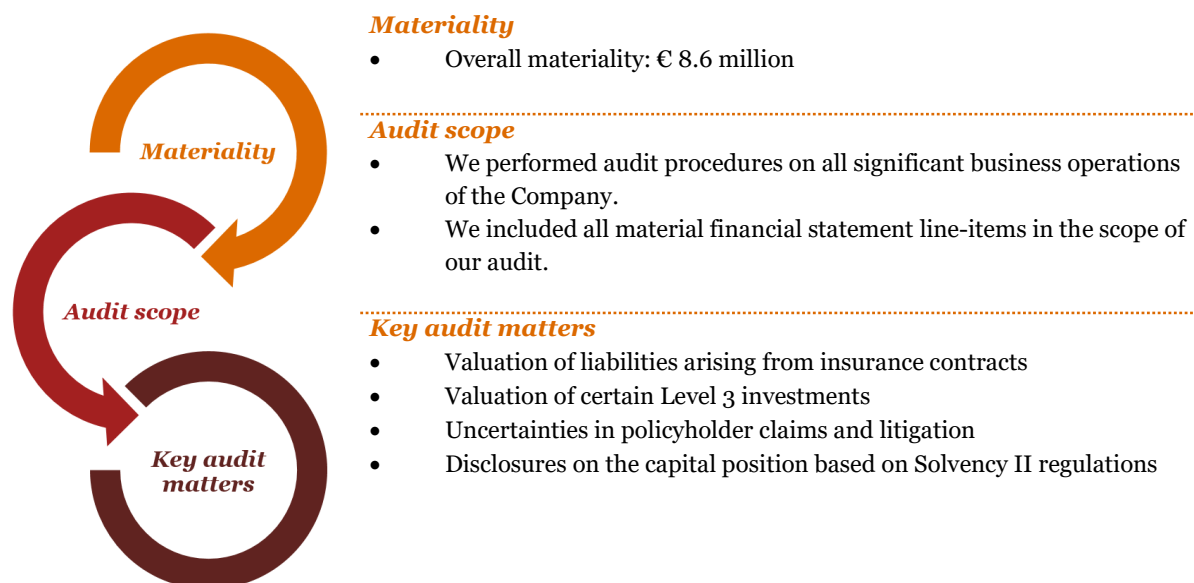 Materiality
• Overall materiality: € 8.6 million
Audit scope
• We performed audit procedures on all significant business operations
of the Company.
• We included all material financial statement line-items in the scope of
our audit.
Key audit matters
• Valuation of liabilities arising from insurance contracts
• Valuation of certain Level 3 investments
• Uncertainties in policyholder claims and litigation
• Disclosures on the capital position based on Solvency II regulations
Materiality
Audit scope
Key audit
matters